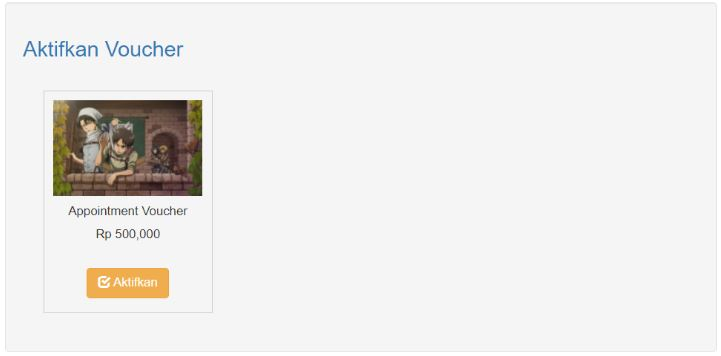 Aktifkan Voucher
Appointment Voucher
Rp 500,000
Aktifkan